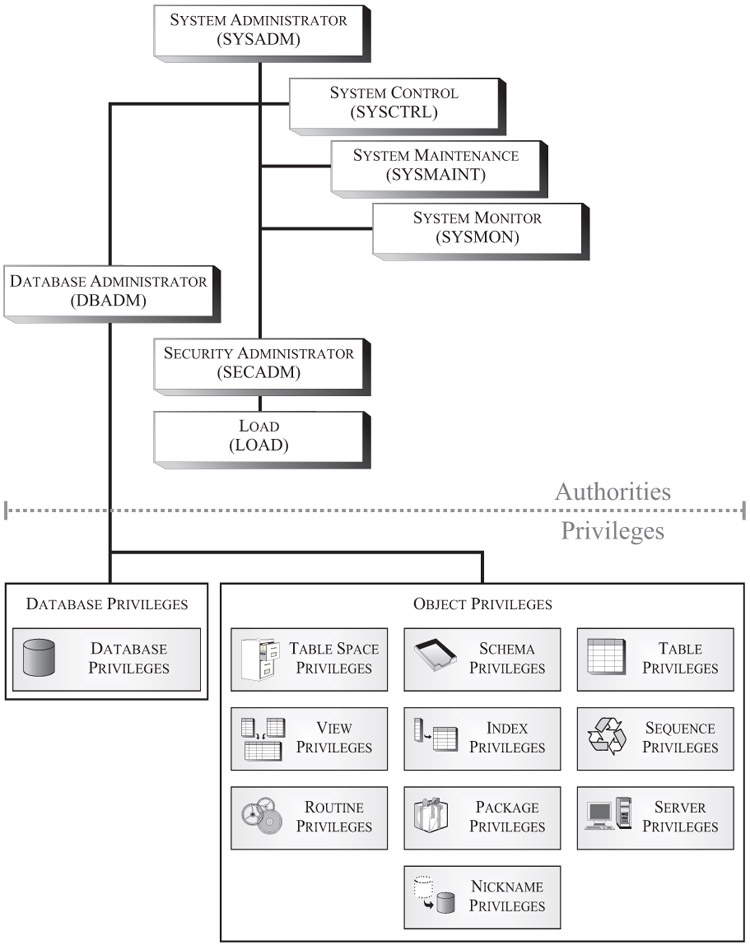 SYSTEM ADMINISTRATOR
(SYSADM)
SYSTEM CONTROL
(SYSCTRL)
SYSTEM MAINTENANCE
(SYSMAINT)
SYSTEM MONITOR
(SYSMON)
DATABASE ADMINISTRATOR
(DBADM)
SECURITY ADMINISTRATOR
(SECADM)
LOAD
(LOAD)
Authorities
Privileges
DATABASE PRIVILEGES
DATABASE
PRIVILEGES
OBJECT PRIVILEGES
TABLE SPACE
PRIVILEGES
SCHEMA
PRIVILEGES
TABLE
PRIVILEGES
VIEW
PRIVILEGES
INDEX
PRIVILEGES
SEQUENCE
PRIVILEGES
ROUTINE
PRIVILEGES
PACKAGE
PRIVILEGES
SERVER
PRIVILEGES
NICKNAME
PRIVILEGES